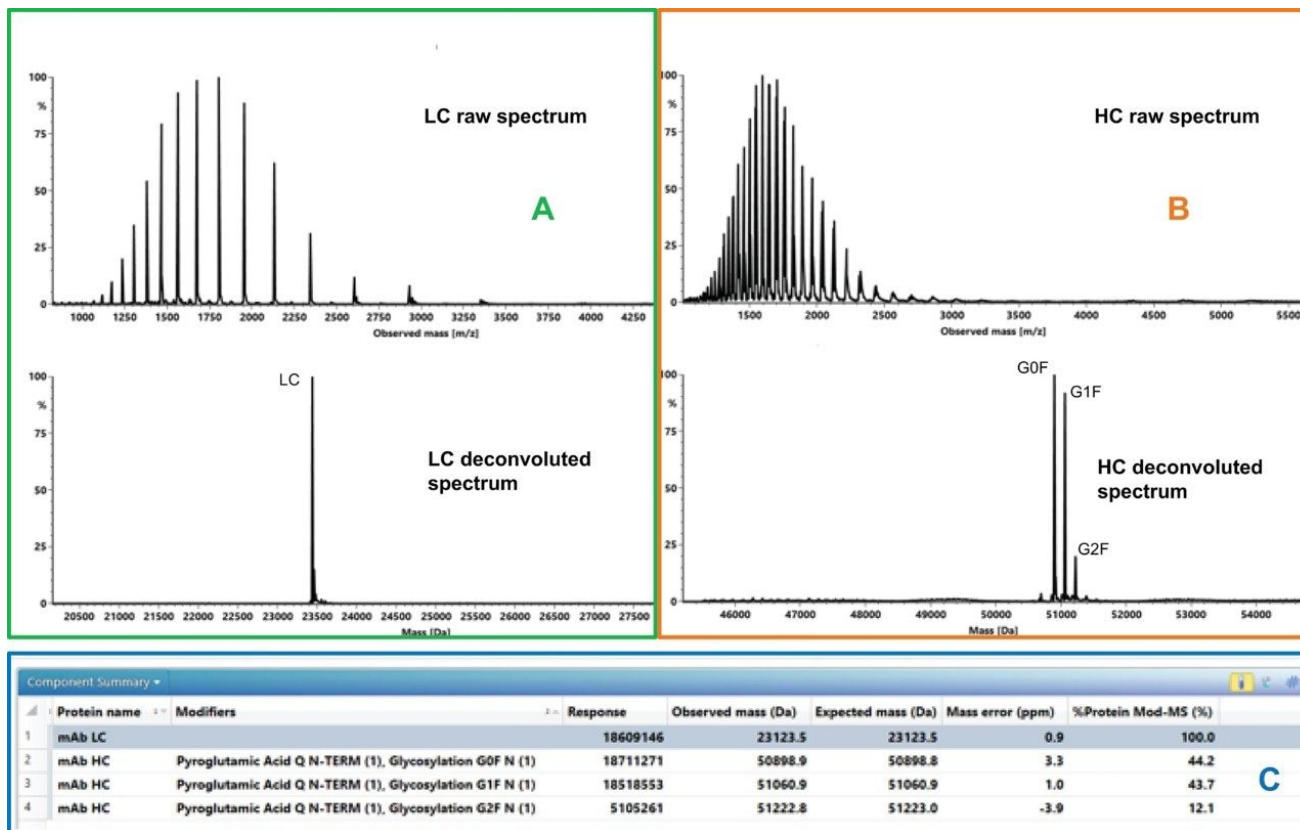 100
%
75
50
25
0
LC raw spectrum
A
1000 1250 1500 1750 2000 2250 2500 2750 3000 3250 3500 3750 4000 4250
Observed mass [m/z]
100
%
75
50
25
0
HC raw spectrum
B
1500 2000 2500 3000 3500 4000 4500 5000 5500
Observed mass [m/z]
100
%
75
50
25
0
LC
LC deconvoluted
spectrum
20500 21000 21500 22000 22500 23000 23500 24000 24500 25000 25500 26000 26500 27000 27500
Mass [Da]
100
%
75
50
25
0
G0F
G1F
HC deconvoluted
spectrum
G2F
46000 47000 48000 49000 50000 51000 52000 53000 54000
Mass [Da]
Component Summary
Protein name Modifiers Response Observed mass (Da) Expected mass (Da) Mass error (ppm) %Protein Mod-MS (%)
1 mAb LC 18609146 23123.5 23123.5 0.9 100.0
2 mAb HC Pyroglutamic Acid Q N-TERM (1), Glycosylation G0F N (1) 18711271 50898.9 50898.8 3.3 44.2
3 mAb HC Pyroglutamic Acid Q N-TERM (1), Glycosylation G1F N (1) 18518553 51060.9 51060.9 1.0 43.7
4 mAb HC Pyroglutamic Acid Q N-TERM (1), Glycosylation G2F N (1) 5105261 51222.8 51223.0 -3.9 12.1
C